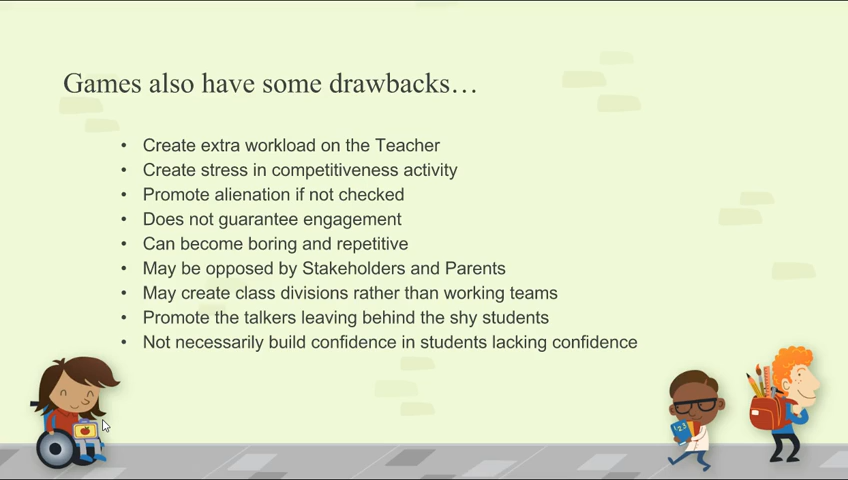 Games also have some drawbacks…
• Create extra workload on the Teacher
• Create stress in competitiveness activity
• Promote alienation if not checked
• Does not guarantee engagement
• Can become boring and repetitive
• May be opposed by Stakeholders and Parents
• May create class divisions rather than working teams
• Promote the talkers leaving behind the shy students
• Not necessarily build confidence in students lacking confidence
1 2 3